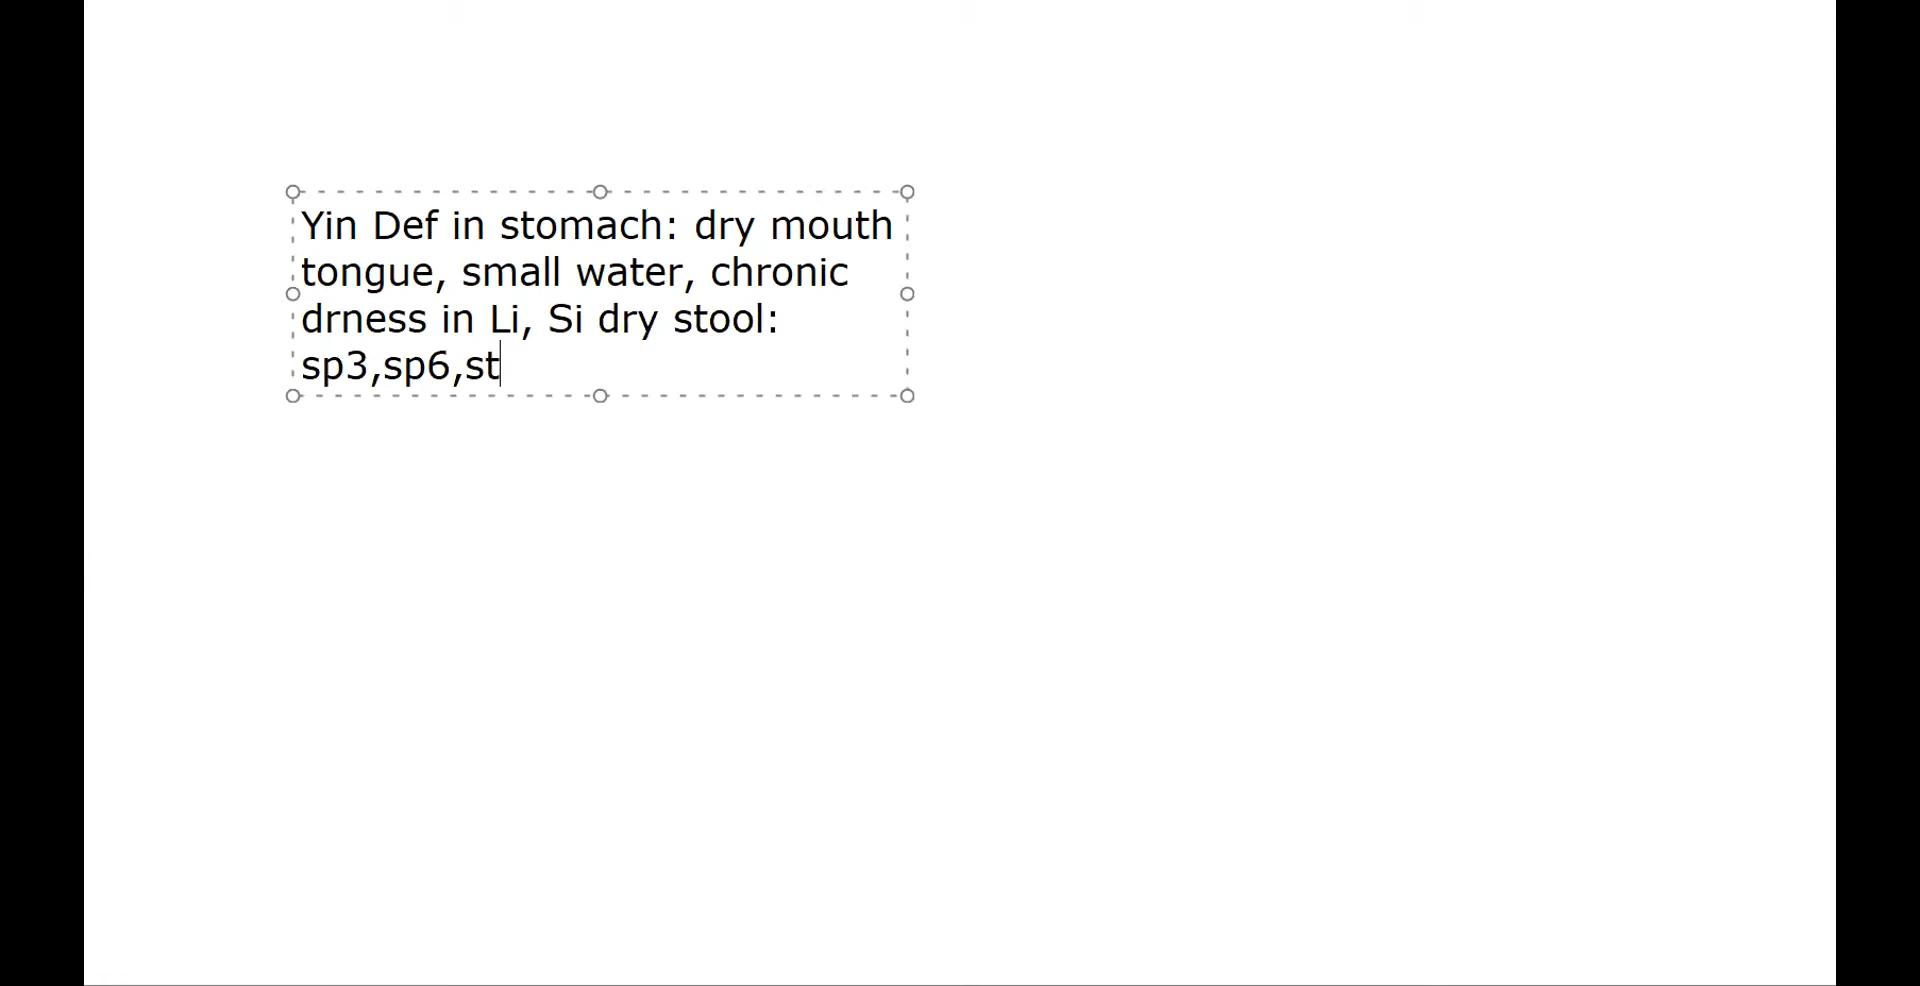 Yin Def in stomach: dry mouth
tongue, small water, chronic
drness in Li, Si dry stool:
sp3,sp6,st